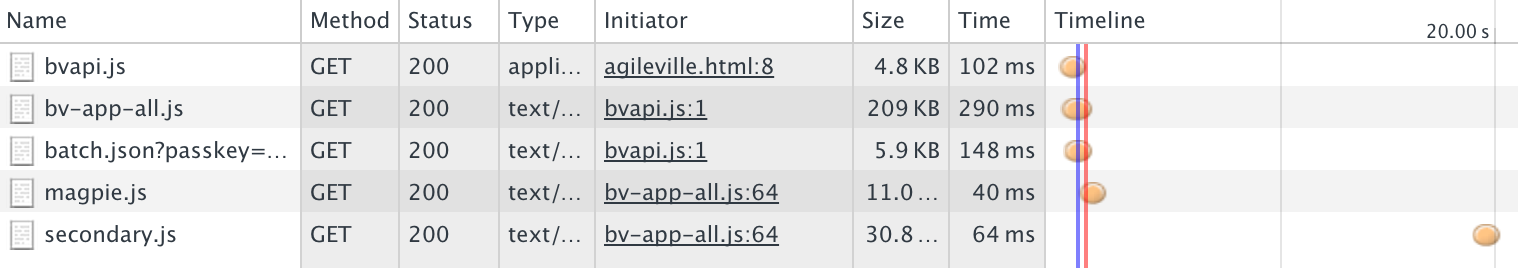 Name Method Status Type Initiator Size Time Timeline 20.00 s
bvapi.js GET 200 appli... agileville.html:8 4.8 KB 102 ms
bv-app-all.js GET 200 text/... bvapi.js:1 209 KB 290 ms
batch.json?passkey=... GET 200 text/... bvapi.js:1 5.9 KB 148 ms
magpie.js GET 200 text/... bv-app-all.js:64 11.0 ... 40 ms
secondary.js GET 200 text/... bv-app-all.js:64 30.8 ... 64 ms